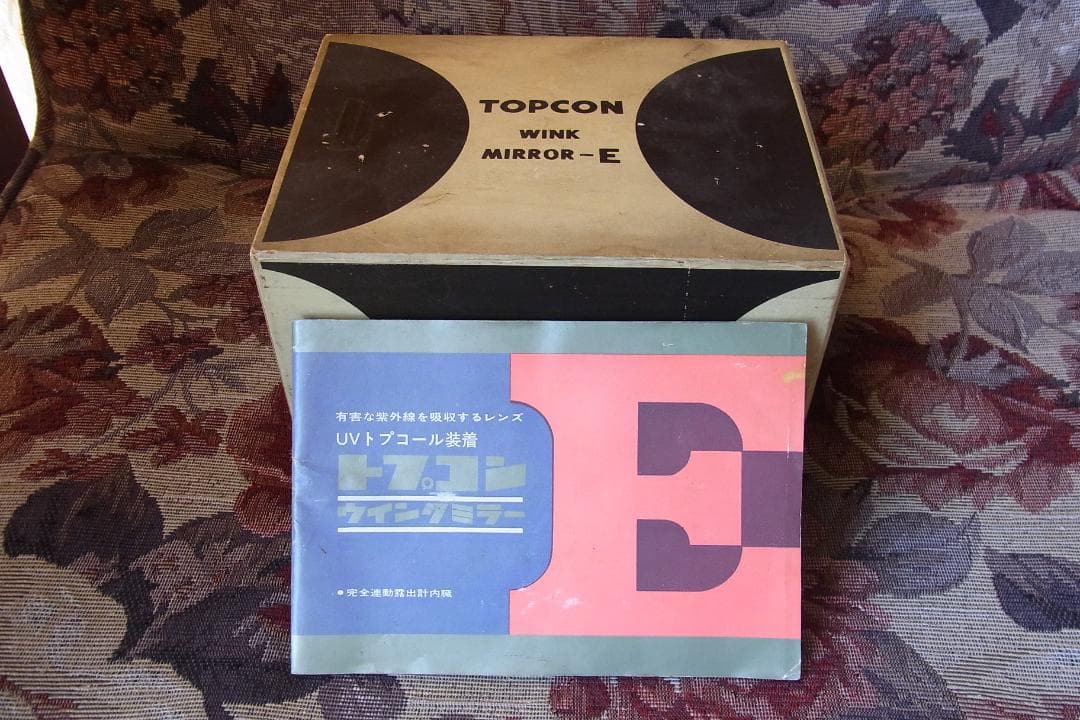 TOPCON
WINK
MIRROR-E
有害な紫外線を吸収するレンズ
UVトプコール装着
トプコン
ウインクミラー
E
●完全連動露出計内臓